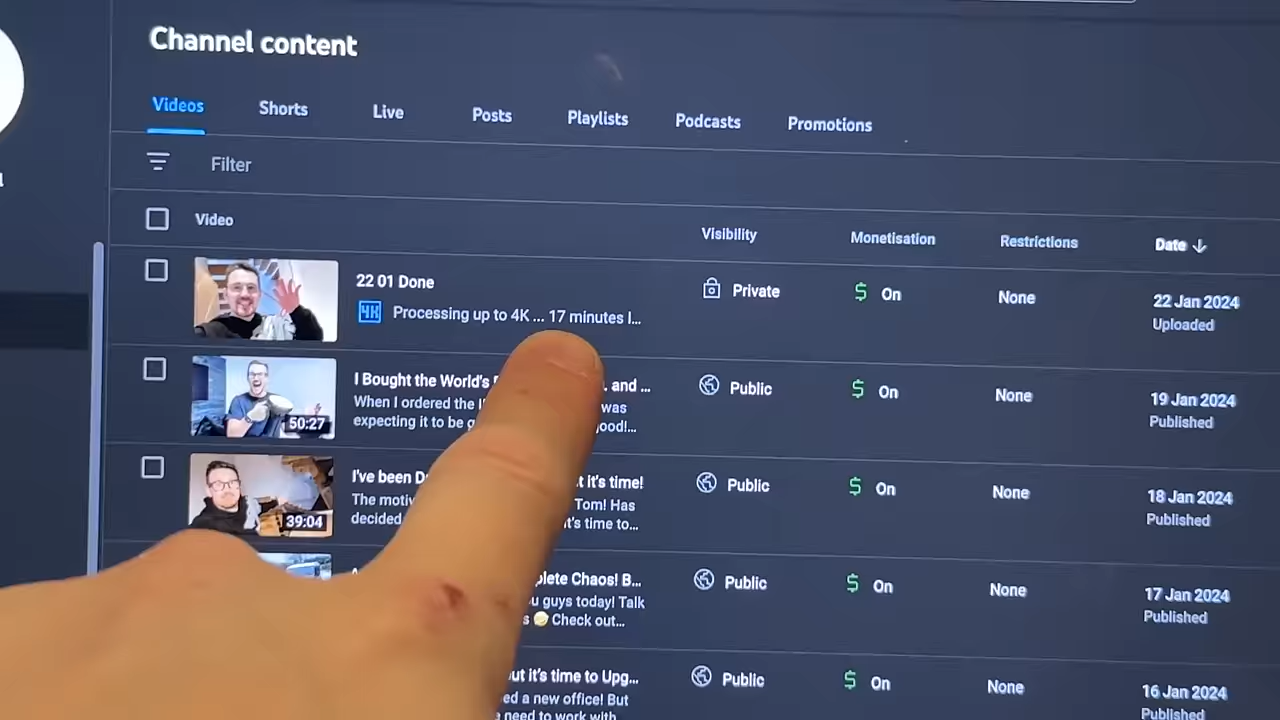 Channel content
Videos Shorts Live Posts Playlists Podcasts Promotions
Filter
Video Visibility Monetisation Restrictions Date
22 01 Done
4K Processing up to 4K ... 17 minutes l...
Private $ On None 22 Jan 2024
Uploaded
I Bought the World's . and ...
When I ordered the was
expecting it to be ood!...
50:27
Public $ On None 19 Jan 2024
Published
I've been t it's time!
The Tom! Has
decided it's time to...
39:04
Public $ On None 18 Jan 2024
Published
plete Chaos! B...
u guys today! Talk
s Check out...
Public $ On None 17 Jan 2024
Published
ut it's time to Upg...
ed a new office! But
need to work with
Public $ On None 16 Jan 2024
Published